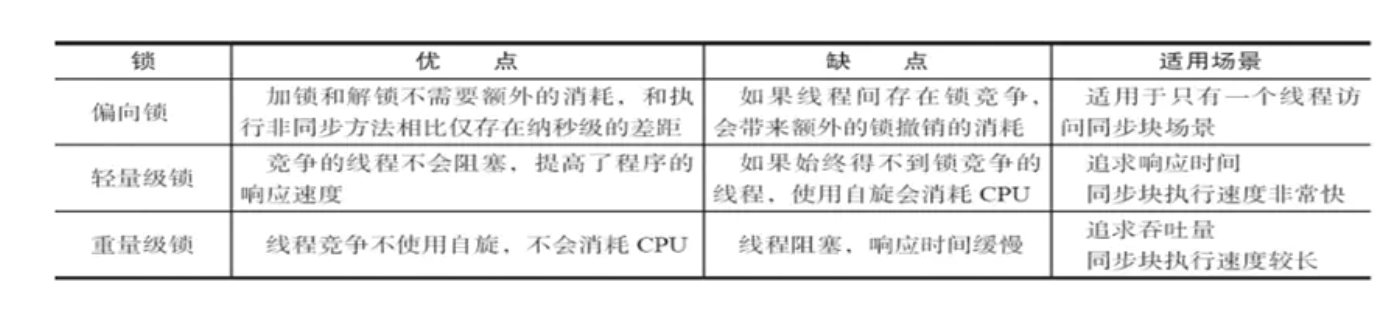 锁 优 点 缺 点 适用场景
偏向锁
加锁和解锁不需要额外的消耗，和执
行非同步方法相比仅存在纳秒级的差距
如果线程间存在锁竞争，
会带来额外的锁撤销的消耗
适用于只有一个线程访
问同步块场景
轻量级锁
竞争的线程不会阻塞，提高了程序的
响应速度
如果始终得不到锁竞争的
线程，使用自旋会消耗 CPU
追求响应时间
同步块执行速度非常快
重量级锁
线程竞争不使用自旋，不会消耗 CPU
线程阻塞，响应时间缓慢
追求吞吐量
同步块执行速度较长